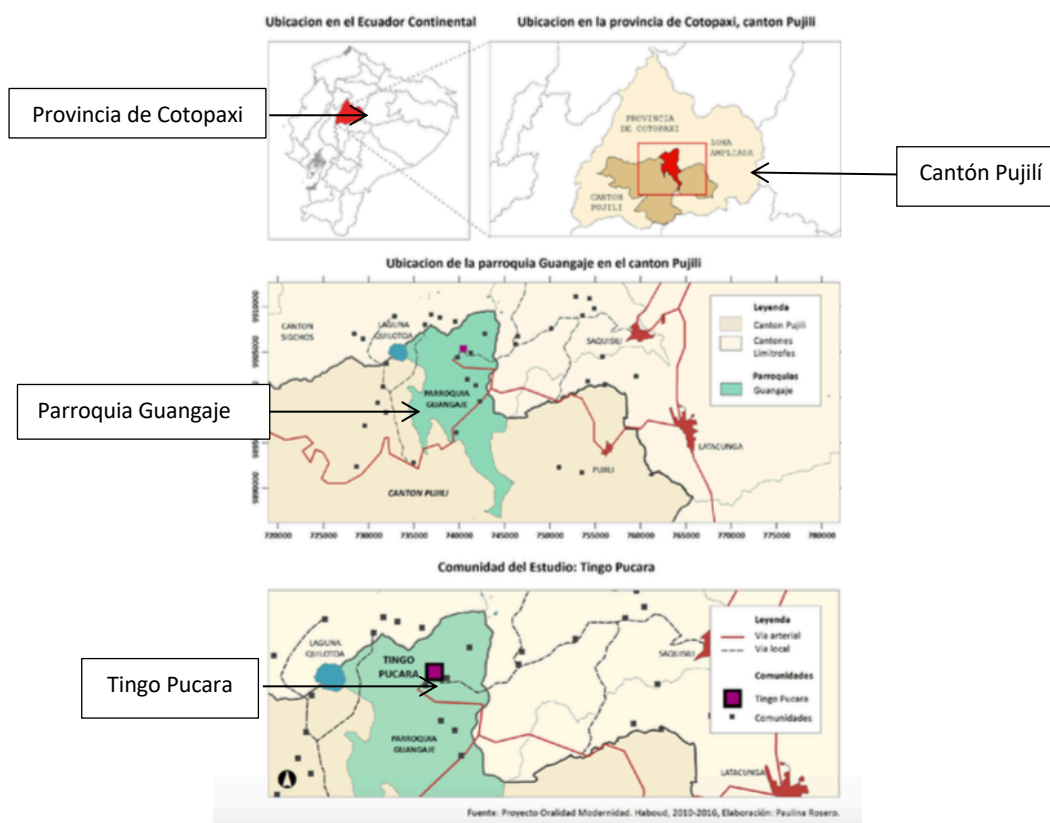 Ubicacion en el Ecuador Continental
Ubicacion en la provincia de Cotopaxi, canton Pujili
Provincia de Cotopaxi
PROVINCIA
DE COTOPAXI
ZONA
AMPLIADA
CANTON
PUJILI
Cantón Pujilí
Ubicacion de la parroquia Guangaje en el canton Pujili
9910000
9905000
9895000
9890000
CANTON
SIGCHOS
LAGUNA
QUILOTOA
SAQUISILI
PARROQUIA
GUANGAJE
LATACUNGA
PUJILI
CANTON PUJILI
Leyenda
Canton Pujili
Cantones
Limitrofes
Parroquias
Guangaje
Parroquia Guangaje
720000 725000 730000 735000 740000 745000 750000 755000 760000 765000 770000 775000 780000
Comunidad del Estudio: Tingo Pucara
LAGUNA
QUILOTOA
TINGO
PUCARA
PARROQUIA
GUANGAJE
SAQUISILI
LATACUNGA
Leyenda
Via arterial
Via local
Comunidades
Tingo Pucara
Comunidades
Tingo Pucara
Fuente: Proyecto Oralidad Modernidad. Haboud, 2010-2016, Elaboración: Paulina Rosero.